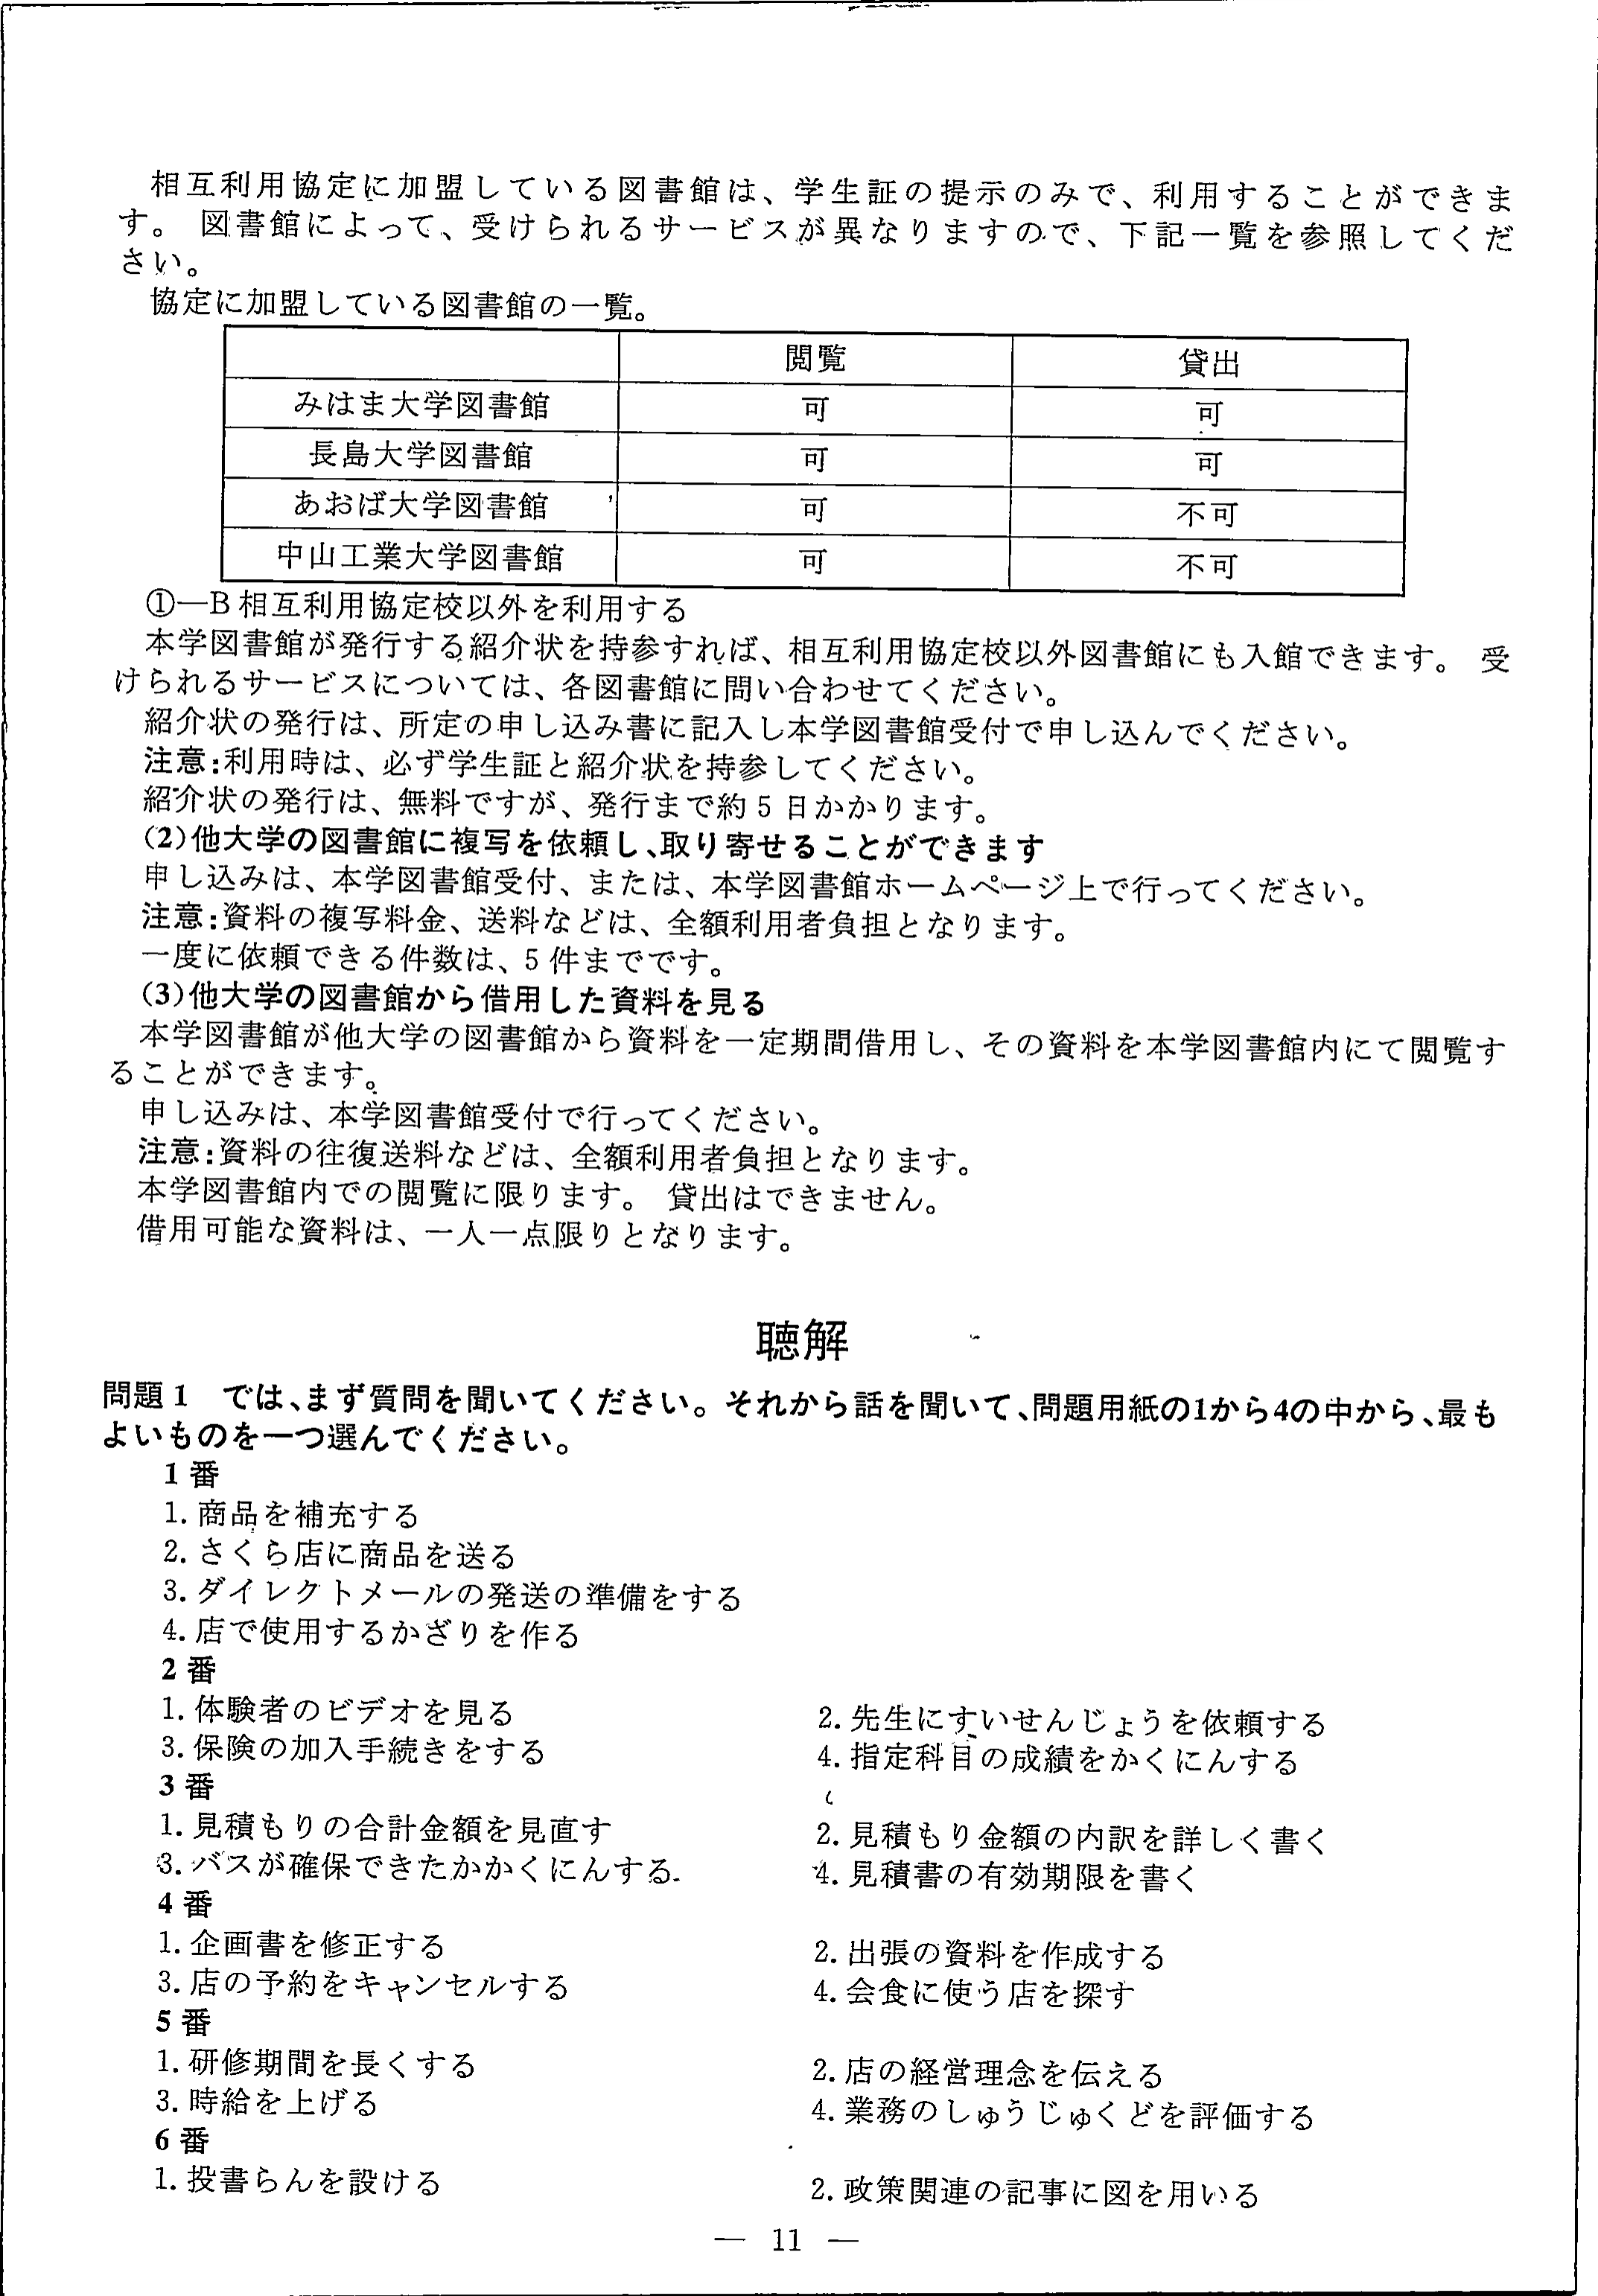 相互利用協定に加盟している図書館は、学生証の提示のみで、利用することができま
す。 図書館によって、受けられるサービスが異なりますので、下記一覧を参照してくだ
さい。
協定に加盟している図書館の一覧。
閲覧 貸出
みはま大学図書館 可 可
長島大学図書館 可 可
あおば大学図書館 可 不可
中山工業大学図書館 可 不可
①—B 相互利用協定校以外を利用する
本学図書館が発行する紹介状を持参すれば、相互利用協定校以外図書館にも入館できます。 受
けられるサービスについては、各図書館に問い合わせてください。
紹介状の発行は、所定の申し込み書に記入し本学図書館受付で申し込んでください。
注意:利用時は、必ず学生証と紹介状を持参してください。
紹介状の発行は、無料ですが、発行まで約 5 日かかります。
(2)他大学の図書館に複写を依頼し、取り寄せることができます
申し込みは、本学図書館受付、または、本学図書館ホームページ上で行ってください。
注意:資料の複写料金、送料などは、全額利用者負担となります。
一度に依頼できる件数は、5 件までです。
(3)他大学の図書館から借用した資料を見る
本学図書館が他大学の図書館から資料を一定期間借用し、その資料を本学図書館内にて閲覧す
ることができます。
申し込みは、本学図書館受付で行ってください。
注意:資料の往復送料などは、全額利用者負担となります。
本学図書館内での閲覧に限ります。 貸出はできません。
借用可能な資料は、一人一点限りとなります。
聴解
問題 1 では、まず質問を聞いてください。それから話を聞いて、問題用紙の1から4の中から、最も
よいものを一つ選んでください。
1 番
1. 商品を補充する
2. さくら店に商品を送る
3. ダイレクトメールの発送の準備をする
4. 店で使用するかざりを作る
2 番
1. 体験者のビデオを見る 2. 先生にすいせんじょうを依頼する
3. 保険の加入手続きをする 4. 指定科目の成績をかくにんする
3 番
1. 見積もりの合計金額を見直す 2. 見積もり金額の内訳を詳しく書く
3. バスが確保できたかかくにんする. 4. 見積書の有効期限を書く
4 番
1. 企画書を修正する 2. 出張の資料を作成する
3. 店の予約をキャンセルする 4. 会食に使う店を探す
5 番
1. 研修期間を長くする 2. 店の経営理念を伝える
3. 時給を上げる 4. 業務のしゅうじゅくどを評価する
6 番
1. 投書らんを設ける 2. 政策関連の記事に図を用いる
— 11 —